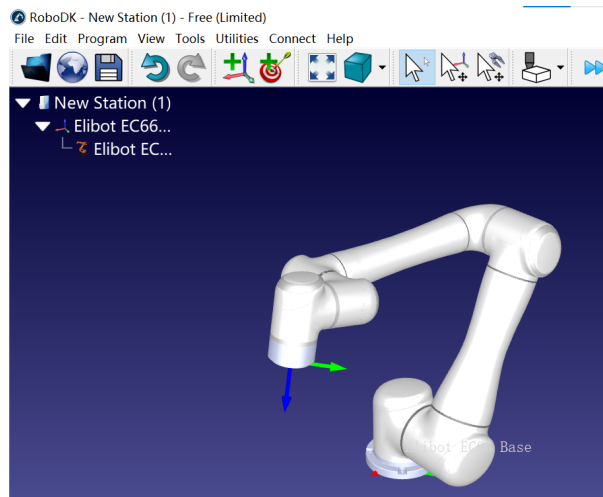 RoboDK - New Station (1) - Free (Limited)
File Edit Program View Tools Utilities Connect Help
New Station (1)
Elibot EC66...
Elibot EC...
Base